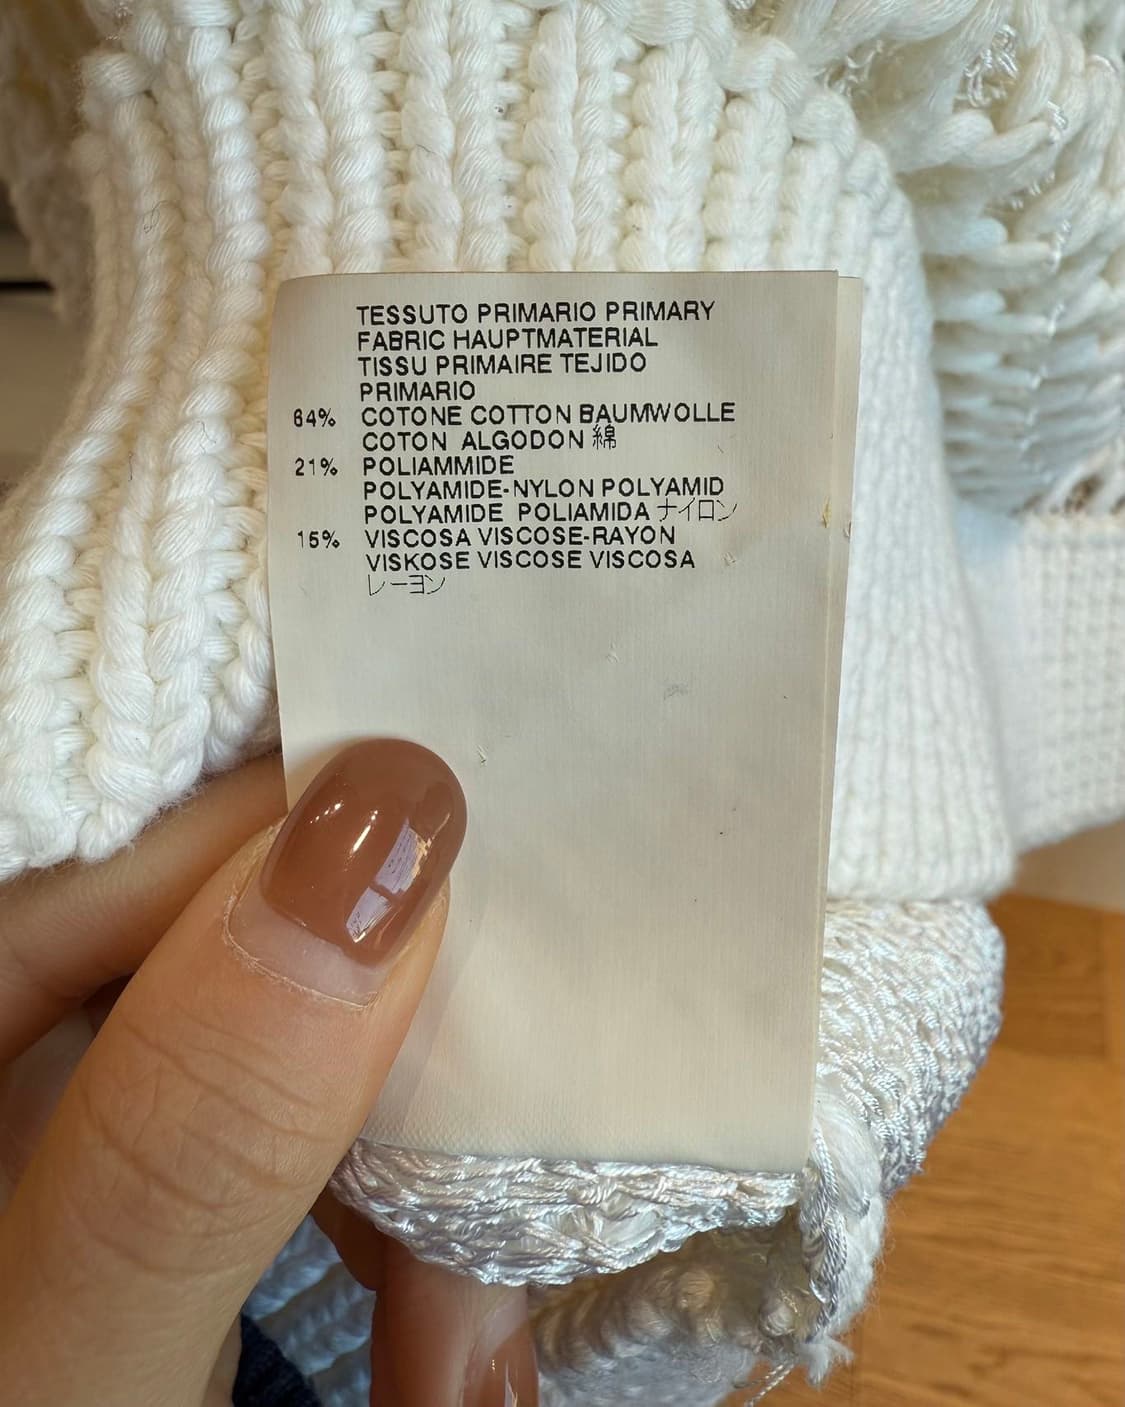 TESSUTO PRIMARIO PRIMARY
FABRIC HAUPTMATERIAL
TISSU PRIMAIRE TEJIDO
PRIMARIO
64% COTONE COTTON BAUMWOLLE
COTON ALGODON 綿
21% POLIAMMIDE
POLYAMIDE-NYLON POLYAMID
POLYAMIDE POLIAMIDA ナイロン
15% VISCOSA VISCOSE-RAYON
VISKOSE VISCOSE VISCOSA
レーヨン